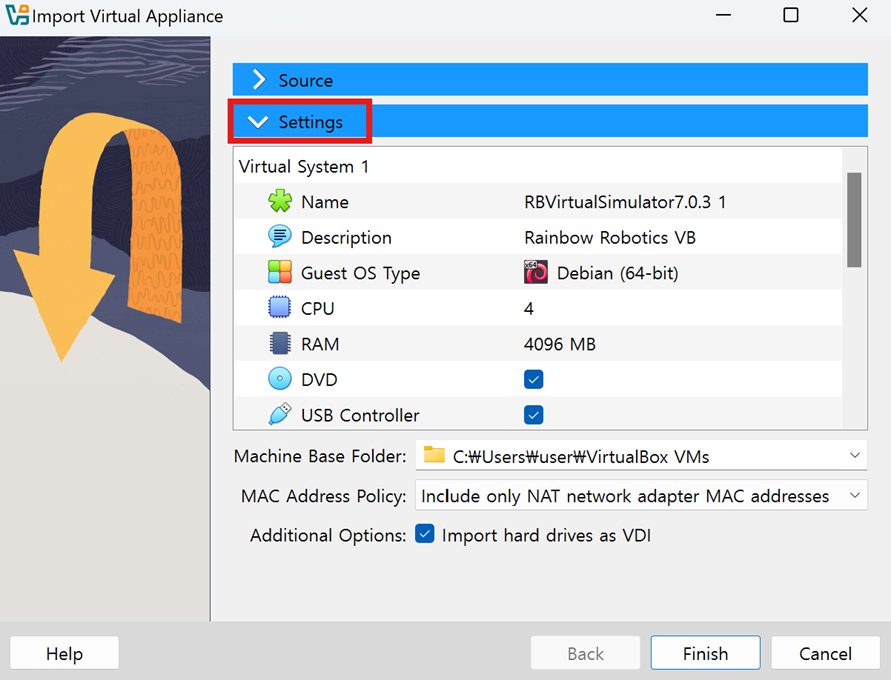 Import Virtual Appliance
Source
Settings
Virtual System 1
Name RBVirtualSimulator7.0.3 1
Description Rainbow Robotics VB
Guest OS Type x64 Debian (64-bit)
CPU 4
RAM 4096 MB
DVD
USB Controller
Machine Base Folder: C:₩Users₩user₩VirtualBox VMs
MAC Address Policy: Include only NAT network adapter MAC addresses
Additional Options: Import hard drives as VDI
Help Back Finish Cancel